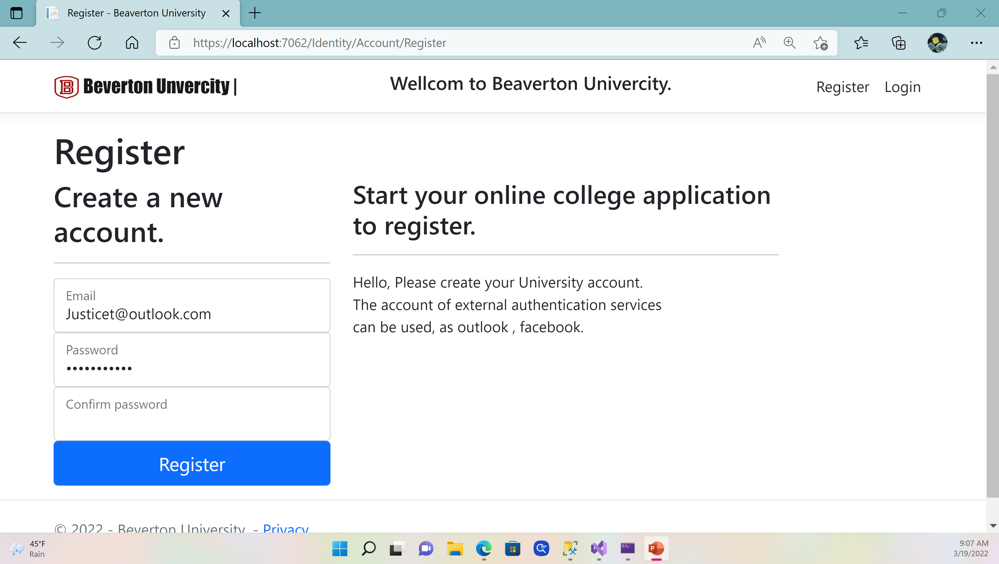 Register - Beaverton University
https://localhost:7062/Identity/Account/Register
Beverton Unvercity |
Wellcom to Beaverton Univercity.
Register Login
Register
Create a new
account.
Start your online college application
to register.
Email
Justicet@outlook.com
Password
Confirm password
Register
Hello, Please create your University account.
The account of external authentication services
can be used, as outlook , facebook.
© 2022 - Beverton University - Privacy
45°F
Rain
9:07 AM
3/19/2022